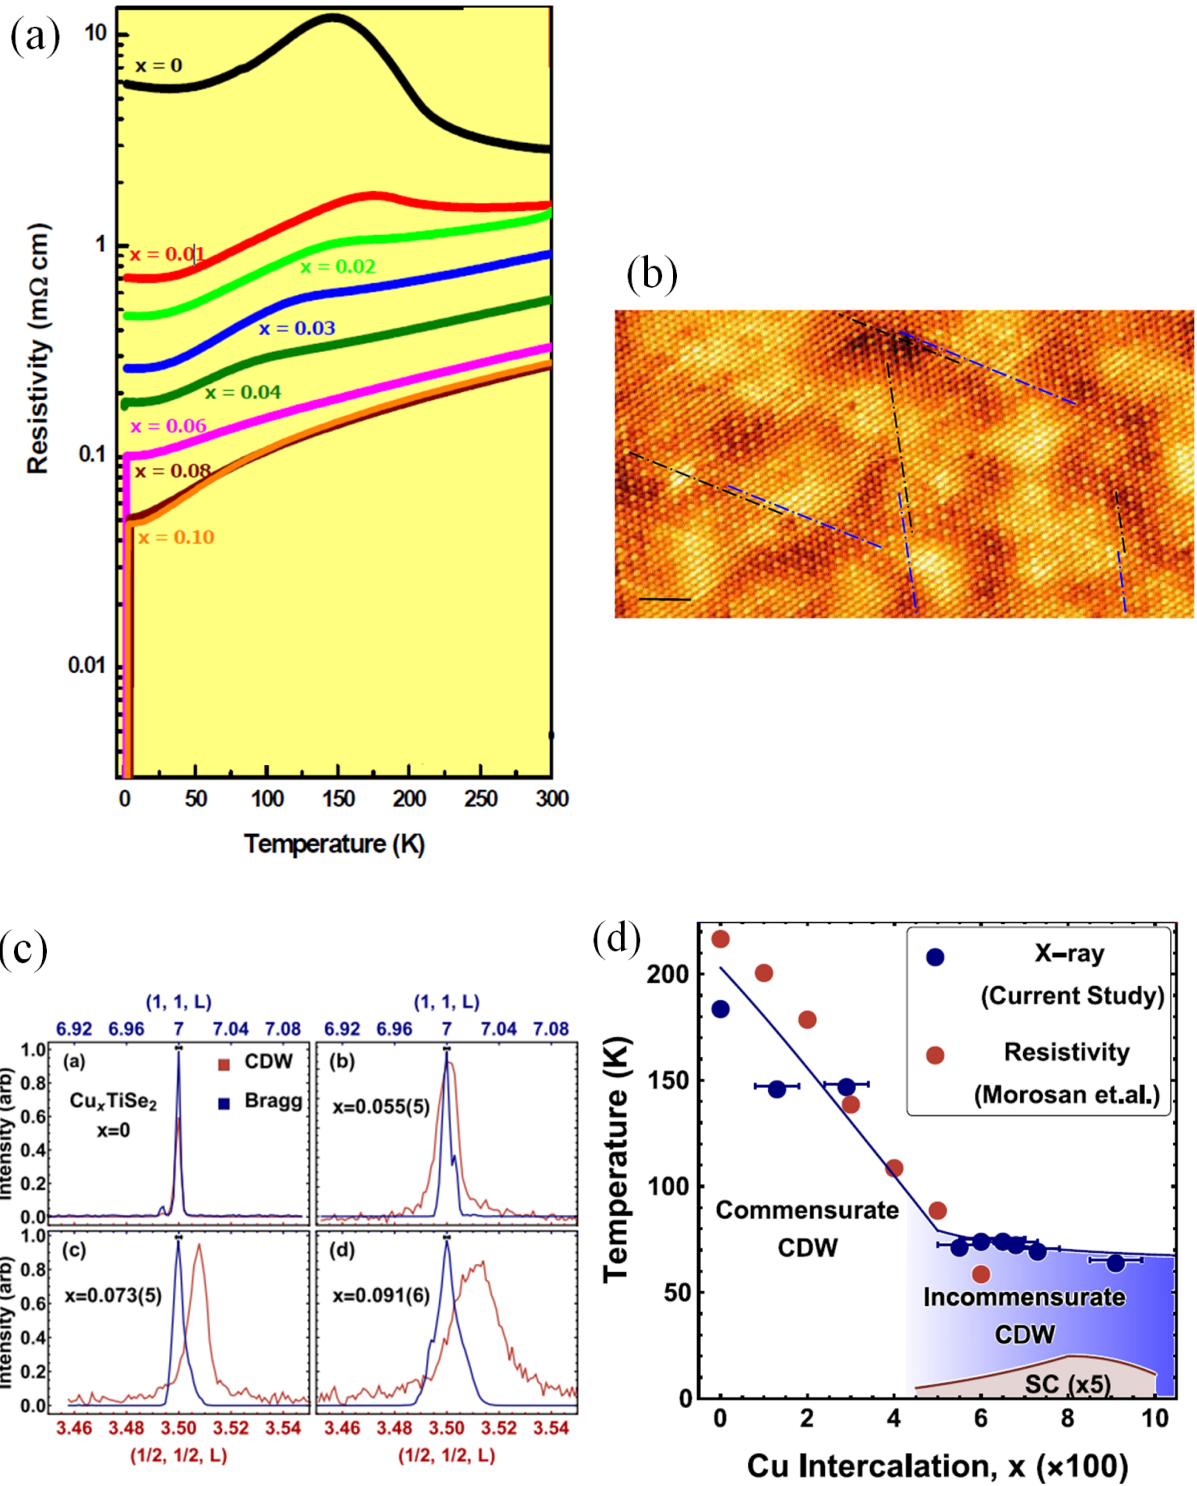 (a)
10
1
0.1
0.01
Resistivity (mΩ cm)
x = 0
x = 0.01
x = 0.02
x = 0.03
x = 0.04
x = 0.06
x = 0.08
x = 0.10
0 50 100 150 200 250 300
Temperature (K)
(b)
(c)
(1, 1, L)
6.92 6.96 7 7.04 7.08
(1, 1, L)
6.92 6.96 7 7.04 7.08
Intensity (arb)
1.0
0.8
0.6
0.4
0.2
0.0
(a)
CuxTiSe2
x=0
CDW
Bragg
(b)
x=0.055(5)
Intensity (arb)
1.0
0.8
0.6
0.4
0.2
0.0
(c)
x=0.073(5)
(d)
x=0.091(6)
3.46 3.48 3.50 3.52 3.54
(1/2, 1/2, L)
3.46 3.48 3.50 3.52 3.54
(1/2, 1/2, L)
(d)
Temperature (K)
200
150
100
50
0
X-ray
(Current Study)
Resistivity
(Morosan et.al.)
Commensurate
CDW
Incommensurate
CDW
SC (x5)
0 2 4 6 8 10
Cu Intercalation, x (×100)